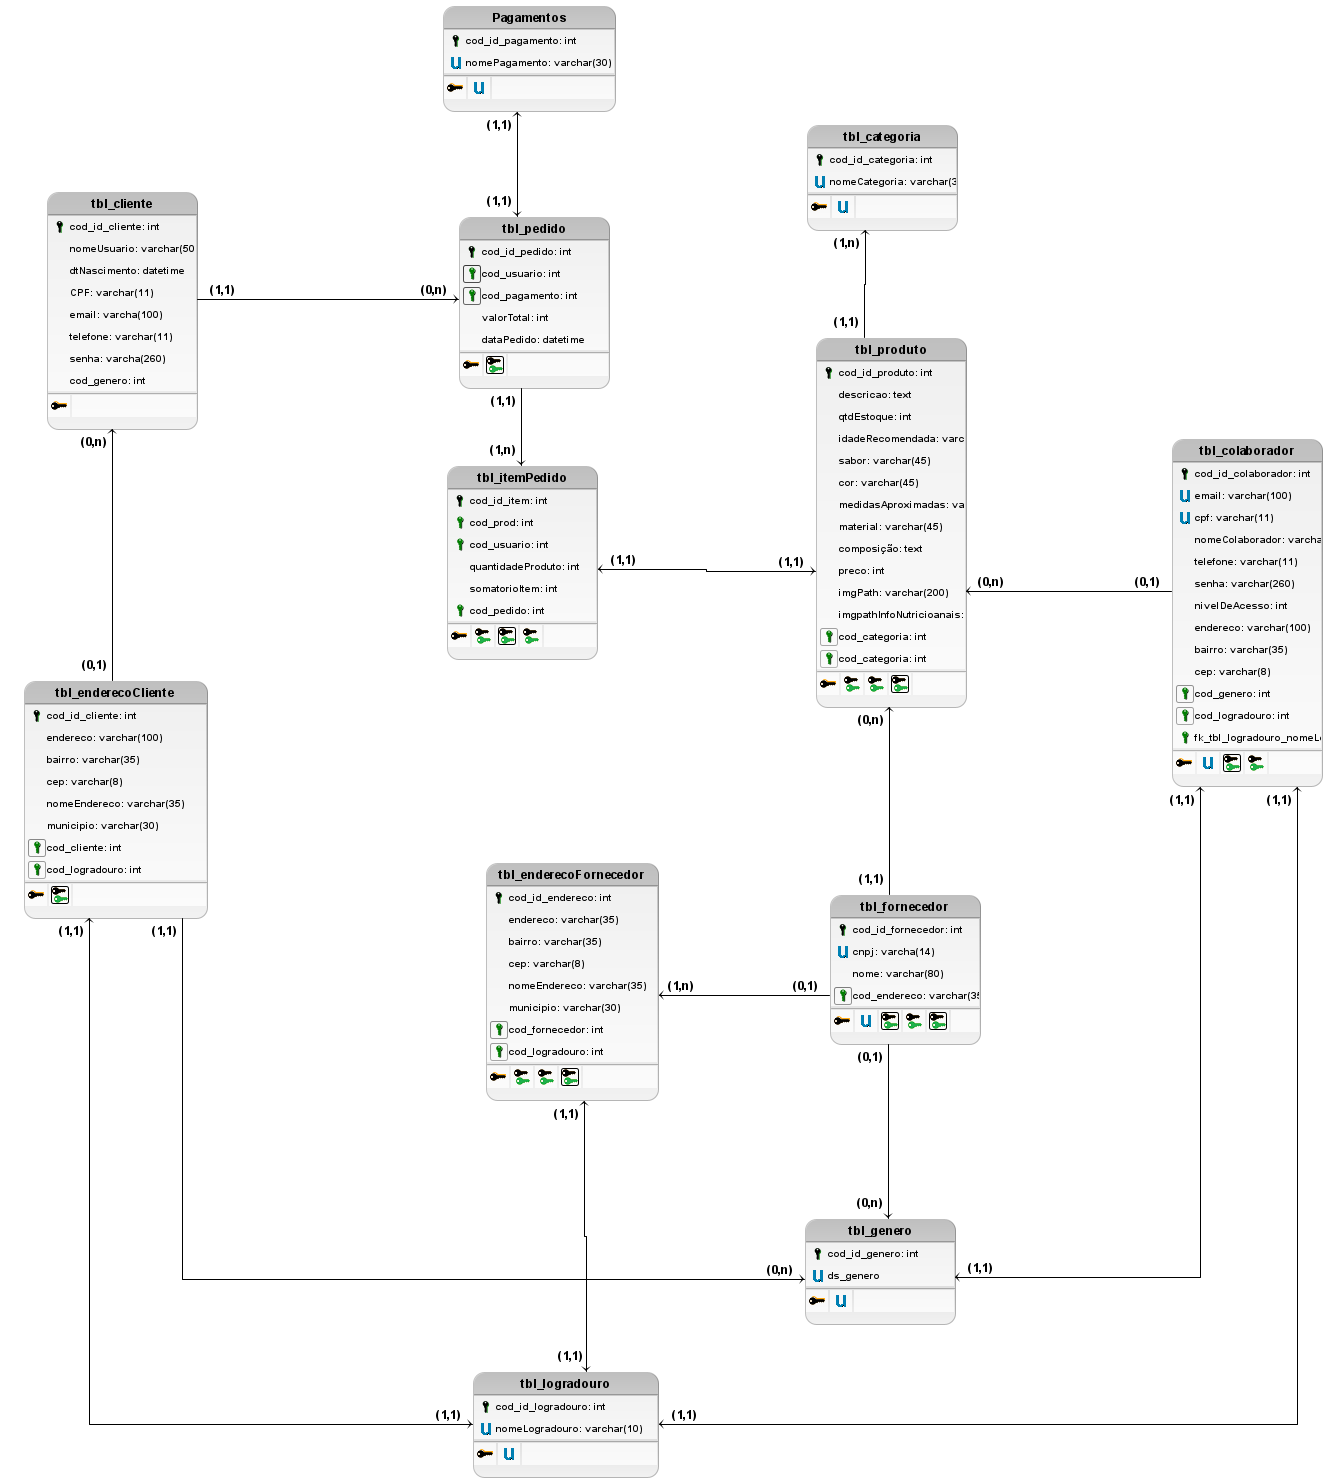 Pagamentos
cod_id_pagamento: int
nomePagamento: varchar(30)
(1,1)
(1,1)
tbl_categoria
cod_id_categoria: int
nomeCategoria: varchar(3
(1,n)
(1,1)
tbl_cliente
cod_id_cliente: int
nomeUsuario: varchar(50
dtNascimento: datetime
CPF: varchar(11)
email: varcha(100)
telefone: varchar(11)
senha: varcha(260)
cod_genero: int
(1,1)
(0,n)
(0,n)
(0,1)
tbl_pedido
cod_id_pedido: int
cod_usuario: int
cod_pagamento: int
valorTotal: int
dataPedido: datetime
(1,1)
(1,n)
tbl_itemPedido
cod_id_item: int
cod_prod: int
cod_usuario: int
quantidadeProduto: int
somatorioItem: int
cod_pedido: int
(1,1)
(1,1)
tbl_produto
cod_id_produto: int
descricao: text
qtdEstoque: int
idadeRecomendada: varc
sabor: varchar(45)
cor: varchar(45)
medidasAproximadas: va
material: varchar(45)
composição: text
preco: int
imgPath: varchar(200)
imgpathInfoNutricioanais:
cod_categoria: int
cod_categoria: int
(0,n)
(0,1)
(0,n)
(1,1)
tbl_colaborador
cod_id_colaborador: int
email: varchar(100)
cpf: varchar(11)
nomeColaborador: varcha
telefone: varchar(11)
senha: varchar(260)
nivelDeAcesso: int
endereco: varchar(100)
bairro: varchar(35)
cep: varchar(8)
cod_genero: int
cod_logradouro: int
fk_tbl_logradouro_nomeL
(1,1)
(1,1)
tbl_enderecoCliente
cod_id_cliente: int
endereco: varchar(100)
bairro: varchar(35)
cep: varchar(8)
nomeEndereco: varchar(35)
municipio: varchar(30)
cod_cliente: int
cod_logradouro: int
(1,1)
(1,1)
tbl_enderecoFornecedor
cod_id_endereco: int
endereco: varchar(35)
bairro: varchar(35)
cep: varchar(8)
nomeEndereco: varchar(35)
municipio: varchar(30)
cod_fornecedor: int
cod_logradouro: int
(1,n)
(0,1)
(1,1)
tbl_fornecedor
cod_id_fornecedor: int
cnpj: varcha(14)
nome: varchar(80)
cod_endereco: varchar(35
(0,1)
(0,n)
tbl_genero
cod_id_genero: int
ds_genero
(0,n)
(1,1)
(1,1)
tbl_logradouro
cod_id_logradouro: int
nomeLogradouro: varchar(10)
(1,1)
(1,1)